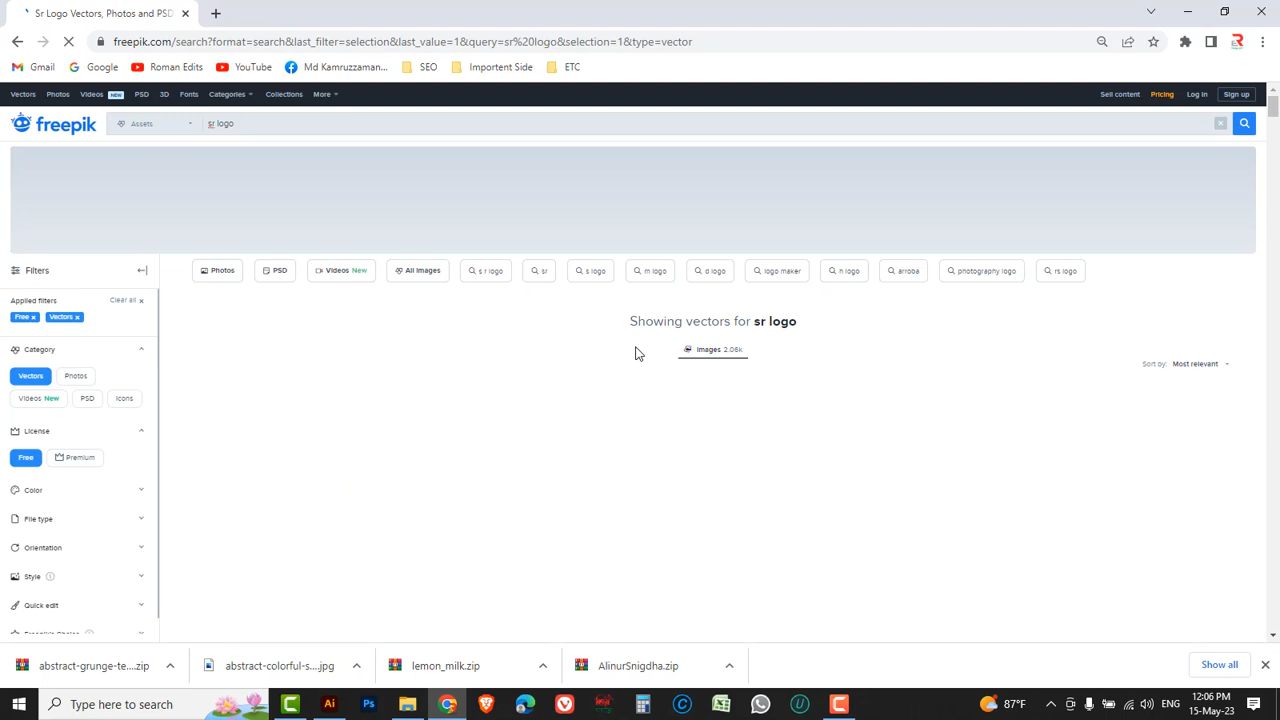 Sr Logo Vectors, Photos and PSD
freepik.com/search?format=search&last_filter=selection&last_value=1&query=sr%20logo&selection=1&type=vector
Gmail Google Roman Edits YouTube Md Kamruzzaman... SEO Importent Side ETC
Vectors Photos Videos NEW PSD 3D Fonts Categories Collections More Sell content Pricing Log in Sign up
freepik Assets sr logo
Filters Photos PSD Videos New All images s r logo sr s logo m logo d logo logo maker h logo arroba photography logo rs logo
Applied filters Clear all
Free Vectors
Showing vectors for sr logo
Category Images 2.06k
Sort by: Most relevant
Vectors Photos
Videos New PSD Icons
License
Free Premium
Color
File type
Orientation
Style
Quick edit
Freepik's Choice
abstract-grunge-te....zip abstract-colorful-s....jpg lemon_milk.zip AlinurSnigdha.zip Show all
Type here to search Ai Ps 87°F ENG 12:06 PM
15-May-23